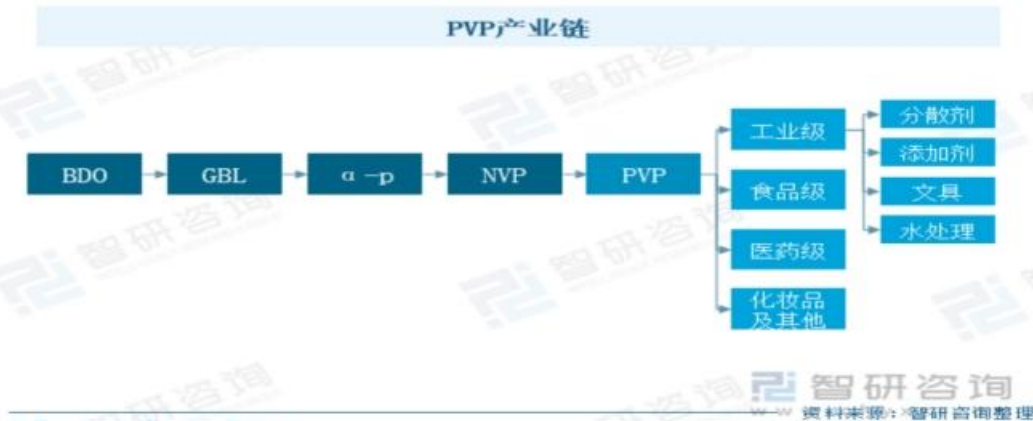 PVP产业链
BDO
GBL
α-p
NVP
PVP
工业级
食品级
医药级
化妆品
及其他
分散剂
添加剂
文具
水处理
智研咨询
资料来源：智研咨询整理